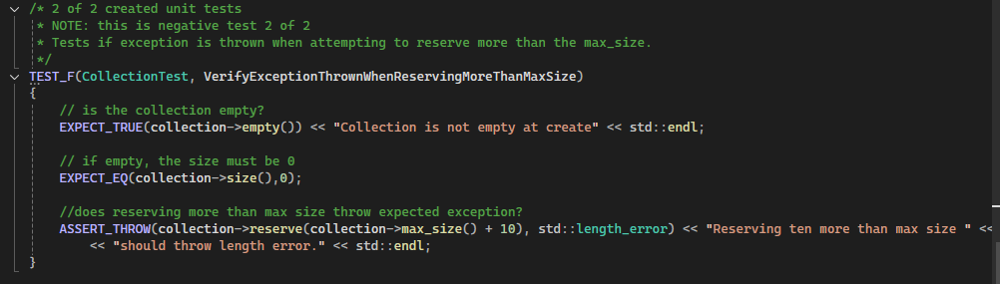 /* 2 of 2 created unit tests
* NOTE: this is negative test 2 of 2
* Tests if exception is thrown when attempting to reserve more than the max_size.
*/
TEST_F(CollectionTest, VerifyExceptionThrownWhenReservingMoreThanMaxSize)
{
// is the collection empty?
EXPECT_TRUE(collection->empty()) << "Collection is not empty at create" << std::endl;
// if empty, the size must be 0
EXPECT_EQ(collection->size(),0);
//does reserving more than max size throw expected exception?
ASSERT_THROW(collection->reserve(collection->max_size() + 10), std::length_error) << "Reserving ten more than max size " <<
<< "should throw length error." << std::endl;
}